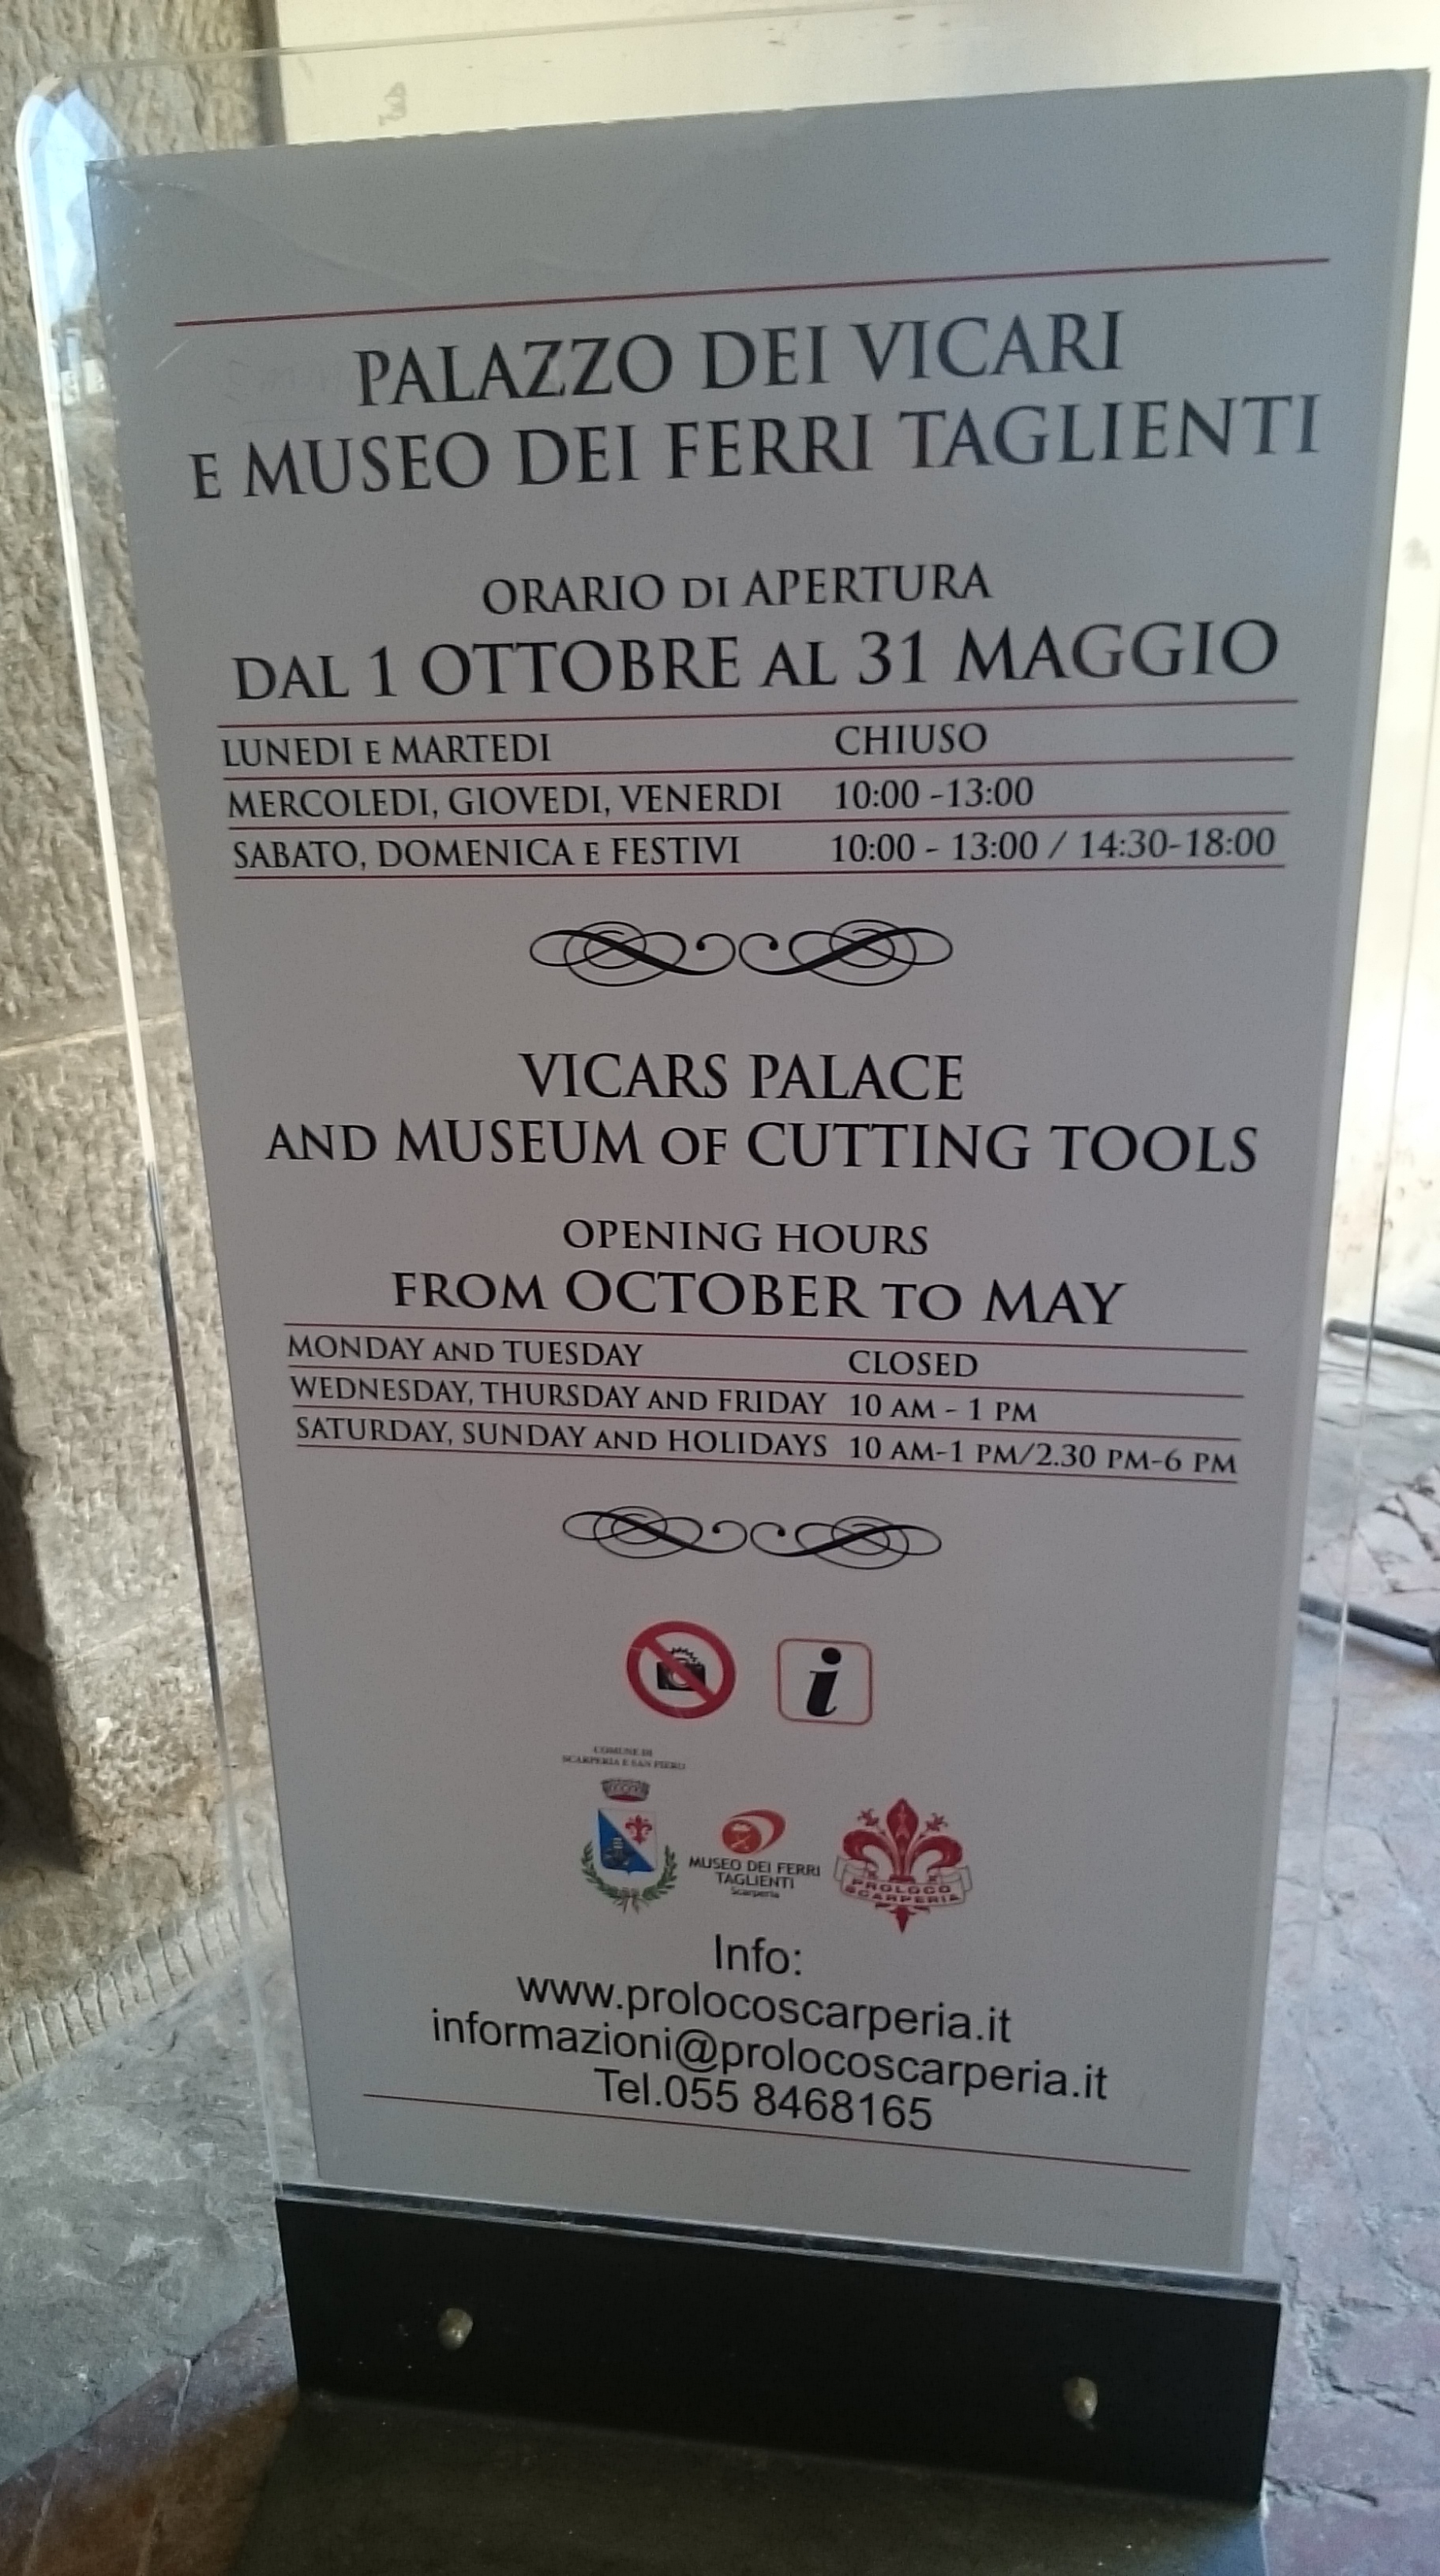 PALAZZO DEI VICARI
E MUSEO DEI FERRI TAGLIENTI
ORARIO DI APERTURA
DAL 1 OTTOBRE AL 31 MAGGIO
LUNEDI E MARTEDI CHIUSO
MERCOLEDI, GIOVEDI, VENERDI 10:00 -13:00
SABATO, DOMENICA E FESTIVI 10:00 - 13:00 / 14:30-18:00
VICARS PALACE
AND MUSEUM OF CUTTING TOOLS
OPENING HOURS
FROM OCTOBER TO MAY
MONDAY AND TUESDAY CLOSED
WEDNESDAY, THURSDAY AND FRIDAY 10 AM - 1 PM
SATURDAY, SUNDAY AND HOLIDAYS 10 AM-1 PM/2.30 PM-6 PM
i
COMUNE DI
SCARPERIA E SAN PIERO
MUSEO DEI FERRI
TAGLIENTI
Scarperia
PROLOCO
SCARPERIA
Info:
www.prolocoscarperia.it
informazioni@prolocoscarperia.it
Tel.055 8468165